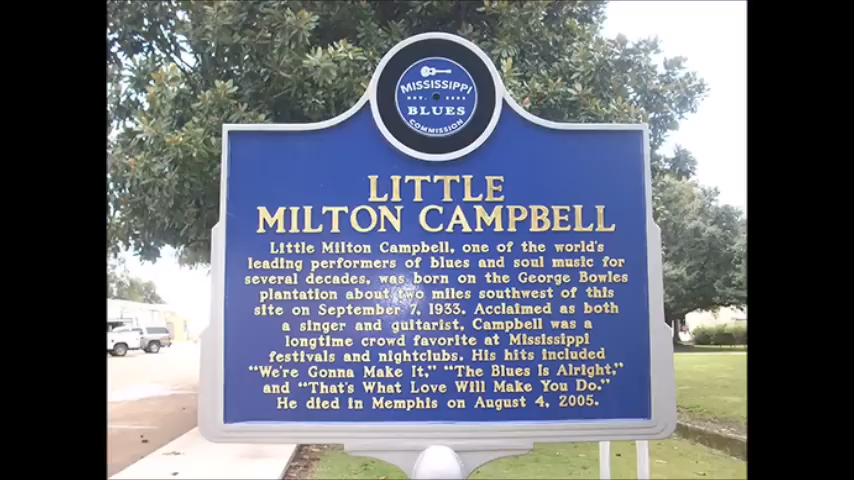 MISSISSIPPI
BLUES
COMMISSION
LITTLE
MILTON CAMPBELL
Little Milton Campbell, one of the world's
leading performers of blues and soul music for
several decades, was born on the George Bowles
plantation about two miles southwest of this
site on September 7, 1933. Acclaimed as both
a singer and guitarist, Campbell was a
longtime crowd favorite at Mississippi
festivals and nightclubs. His hits included
"We're Gonna Make It," "The Blues Is Alright,"
and "That's What Love Will Make You Do."
He died in Memphis on August 4, 2005.